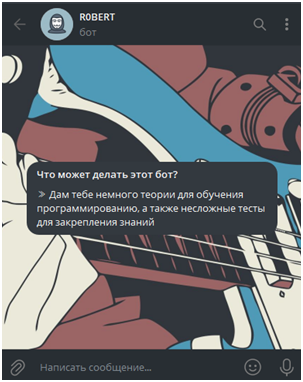 R0BERT
бот
Что может делать этот бот?
» Дам тебе немного теории для обучения
программированию, а также несложные тесты
для закрепления знаний
Написать сообщение...